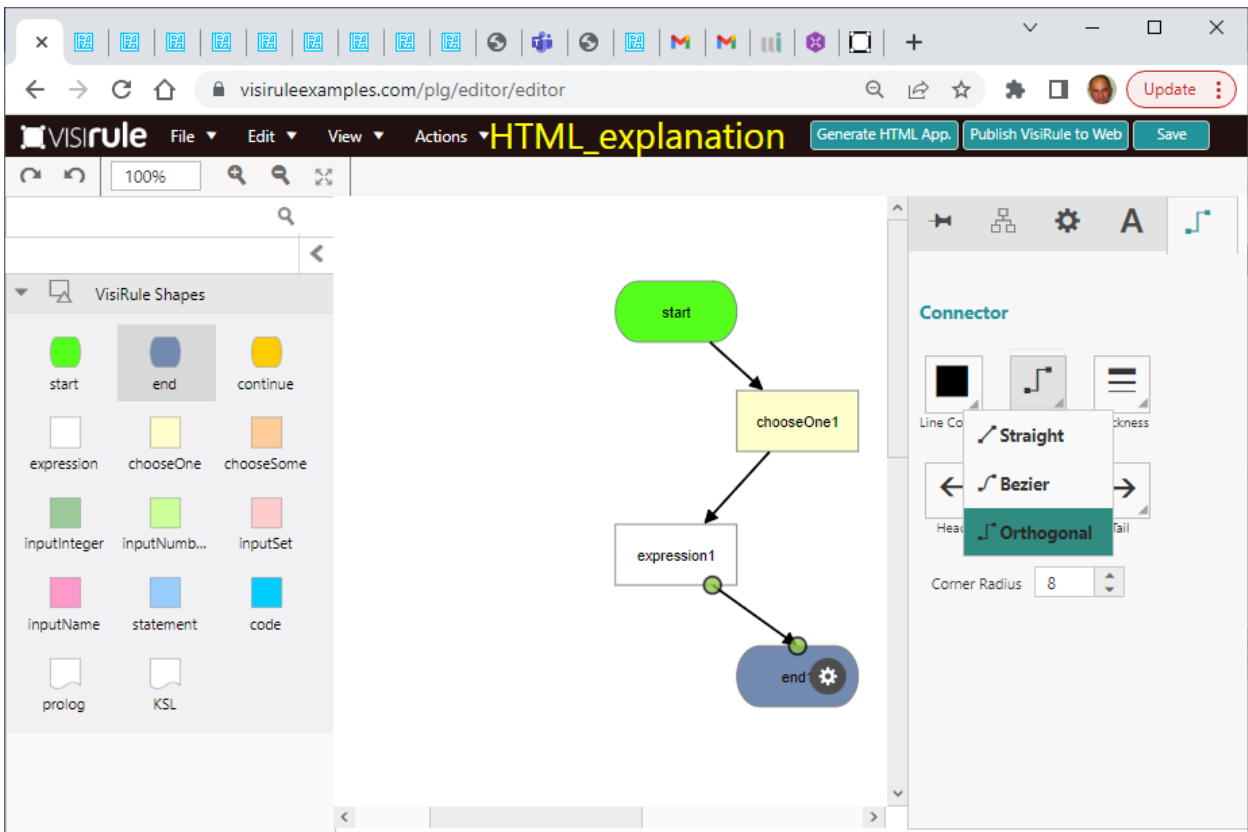 visiruleexamples.com/plg/editor/editor
Update
VISIrule File Edit View Actions HTML_explanation Generate HTML App. Publish VisiRule to Web Save
100%
VisiRule Shapes
start end continue
expression chooseOne chooseSome
inputInteger inputNumb... inputSet
inputName statement code
prolog KSL
start
chooseOne1
expression1
end
A
Connector
Line Co
ckness
Straight
Bezier
Orthogonal
Head
Tail
Corner Radius 8